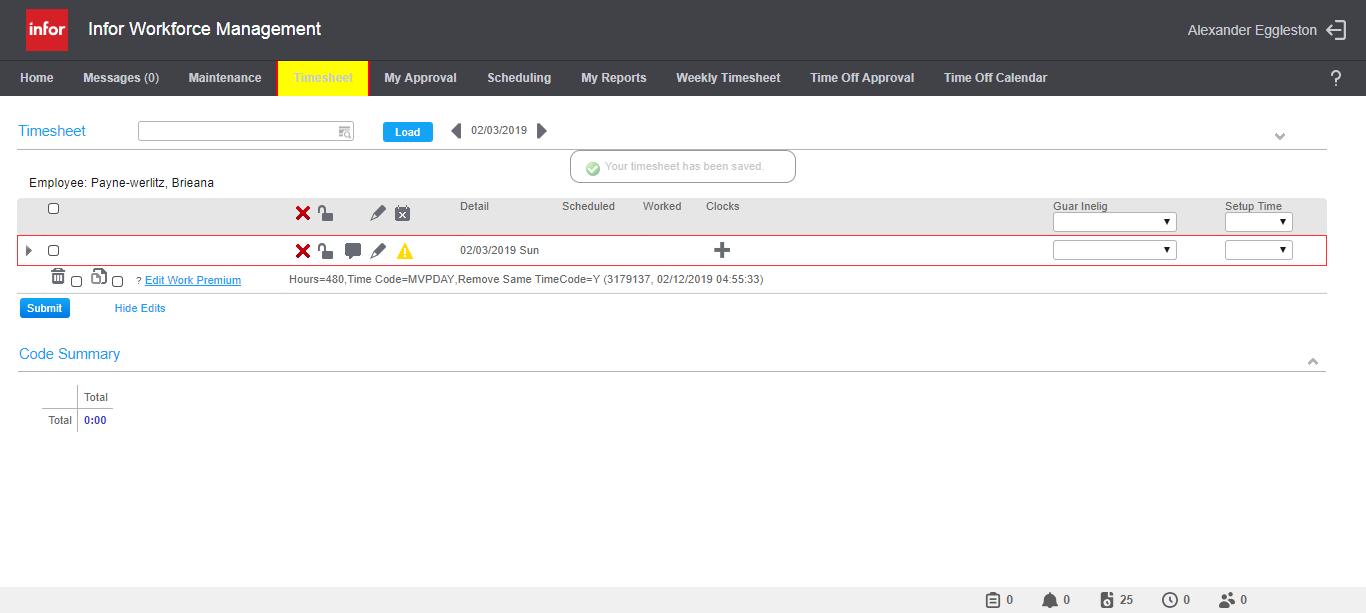 infor Infor Workforce Management Alexander Eggleston
Home Messages (0) Maintenance Timesheet My Approval Scheduling My Reports Weekly Timesheet Time Off Approval Time Off Calendar ?
Timesheet Load 02/03/2019
Your timesheet has been saved.
Employee: Payne-werlitz, Brieana
Detail Scheduled Worked Clocks Guar Inelig Setup Time
02/03/2019 Sun
? Edit Work Premium Hours=480,Time Code=MVPDAY,Remove Same TimeCode=Y (3179137, 02/12/2019 04:55:33)
Submit Hide Edits
Code Summary
Total
Total 0:00
0 0 25 0 0